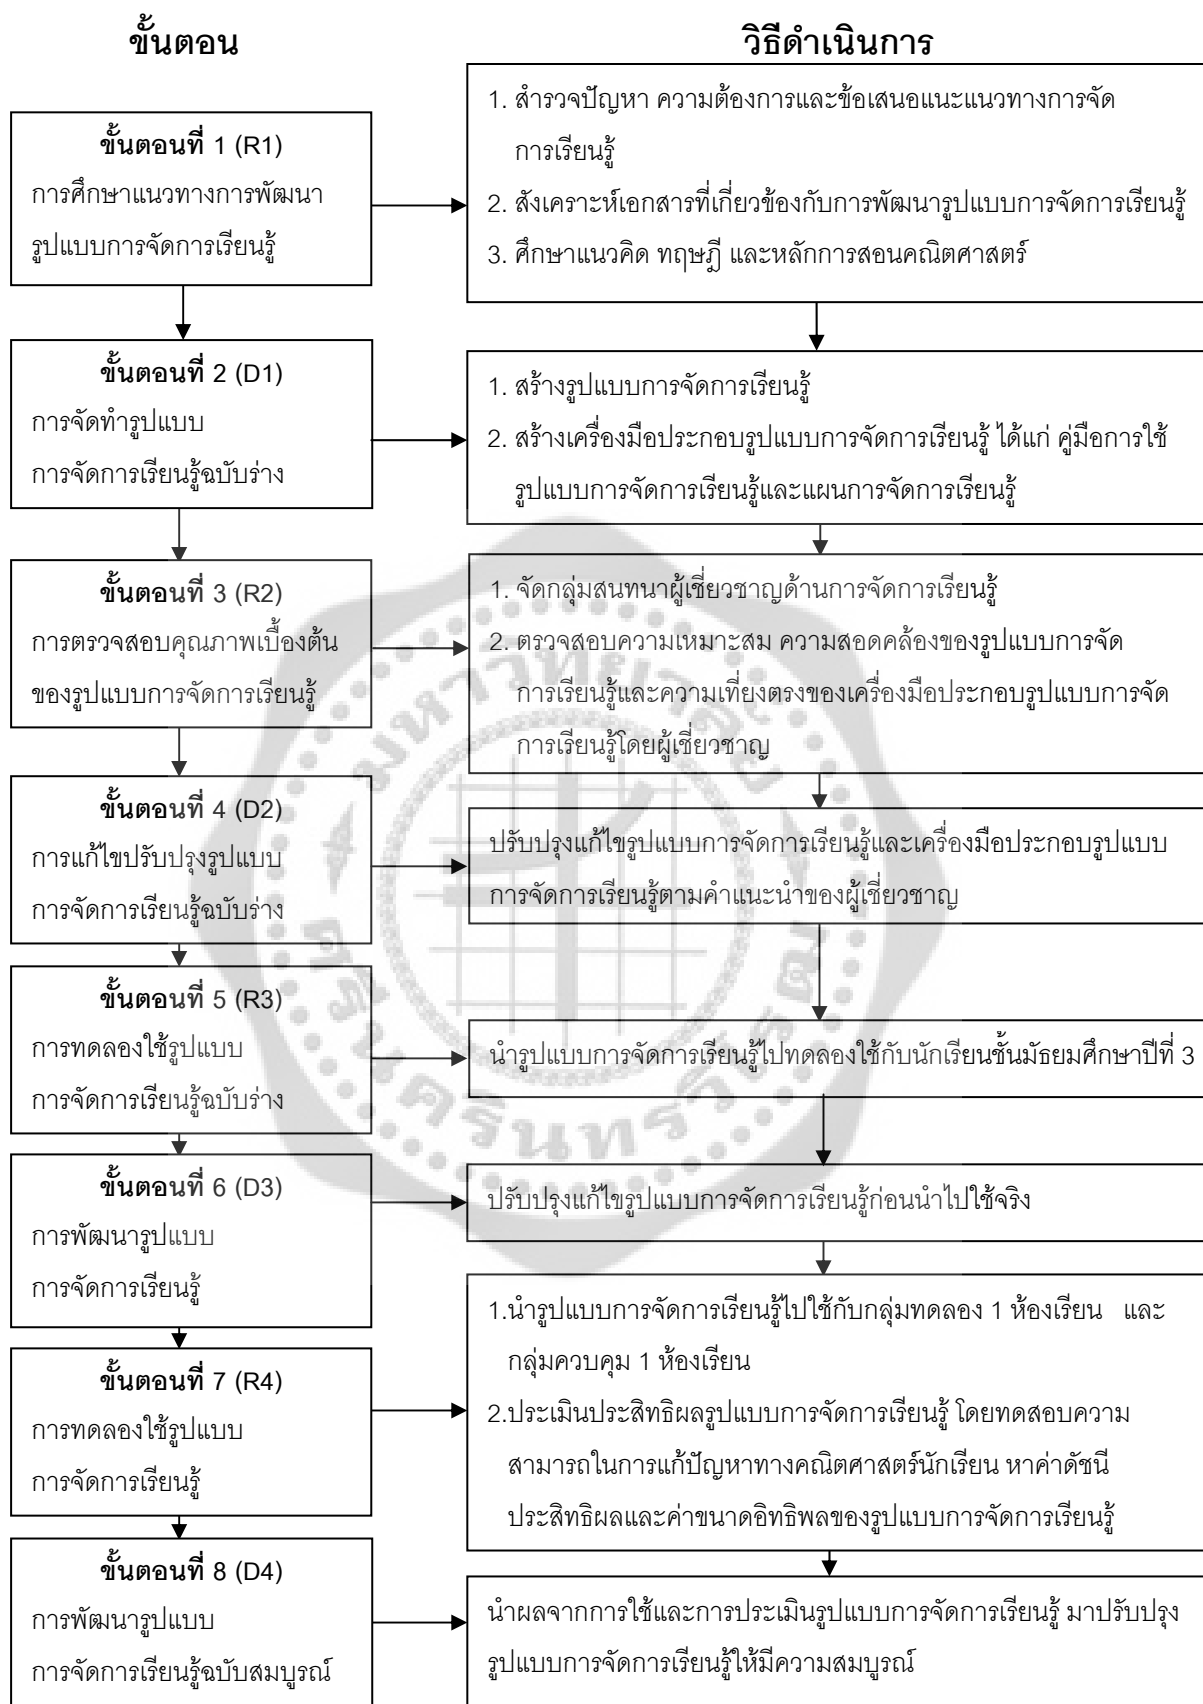 ขั้นตอน
วิธีดำเนินการ
ขั้นตอนที่ 1 (R1)
การศึกษาแนวทางการพัฒนา
รูปแบบการจัดการเรียนรู้
1. สำรวจปัญหา ความต้องการและข้อเสนอแนะแนวทางการจัด
การเรียนรู้
2. สังเคราะห์เอกสารที่เกี่ยวข้องกับการพัฒนารูปแบบการจัดการเรียนรู้
3. ศึกษาแนวคิด ทฤษฎี และหลักการสอนคณิตศาสตร์
ขั้นตอนที่ 2 (D1)
การจัดทำรูปแบบ
การจัดการเรียนรู้ฉบับร่าง
1. สร้างรูปแบบการจัดการเรียนรู้
2. สร้างเครื่องมือประกอบรูปแบบการจัดการเรียนรู้ ได้แก่ คู่มือการใช้
รูปแบบการจัดการเรียนรู้และแผนการจัดการเรียนรู้
ขั้นตอนที่ 3 (R2)
การตรวจสอบคุณภาพเบื้องต้น
ของรูปแบบการจัดการเรียนรู้
1. จัดกลุ่มสนทนาผู้เชี่ยวชาญด้านการจัดการเรียนรู้
2. ตรวจสอบความเหมาะสม ความสอดคล้องของรูปแบบการจัด
การเรียนรู้และความเที่ยงตรงของเครื่องมือประกอบรูปแบบการจัด
การเรียนรู้โดยผู้เชี่ยวชาญ
ขั้นตอนที่ 4 (D2)
การแก้ไขปรับปรุงรูปแบบ
การจัดการเรียนรู้ฉบับร่าง
ปรับปรุงแก้ไขรูปแบบการจัดการเรียนรู้และเครื่องมือประกอบรูปแบบ
การจัดการเรียนรู้ตามคำแนะนำของผู้เชี่ยวชาญ
ขั้นตอนที่ 5 (R3)
การทดลองใช้รูปแบบ
การจัดการเรียนรู้ฉบับร่าง
นำรูปแบบการจัดการเรียนรู้ไปทดลองใช้กับนักเรียนชั้นมัธยมศึกษาปีที่ 3
ขั้นตอนที่ 6 (D3)
การพัฒนารูปแบบ
การจัดการเรียนรู้
ปรับปรุงแก้ไขรูปแบบการจัดการเรียนรู้ก่อนนำไปใช้จริง
ขั้นตอนที่ 7 (R4)
การทดลองใช้รูปแบบ
การจัดการเรียนรู้
1.นำรูปแบบการจัดการเรียนรู้ไปใช้กับกลุ่มทดลอง 1 ห้องเรียน และ
กลุ่มควบคุม 1 ห้องเรียน
2.ประเมินประสิทธิผลรูปแบบการจัดการเรียนรู้ โดยทดสอบความ
สามารถในการแก้ปัญหาทางคณิตศาสตร์นักเรียน หาค่าดัชนี
ประสิทธิผลและค่าขนาดอิทธิพลของรูปแบบการจัดการเรียนรู้
ขั้นตอนที่ 8 (D4)
การพัฒนารูปแบบ
การจัดการเรียนรู้ฉบับสมบูรณ์
นำผลจากการใช้และการประเมินรูปแบบการจัดการเรียนรู้ มาปรับปรุง
รูปแบบการจัดการเรียนรู้ให้มีความสมบูรณ์
มหาวิทยาลัย
ศรีนครินทรวิโรฒ